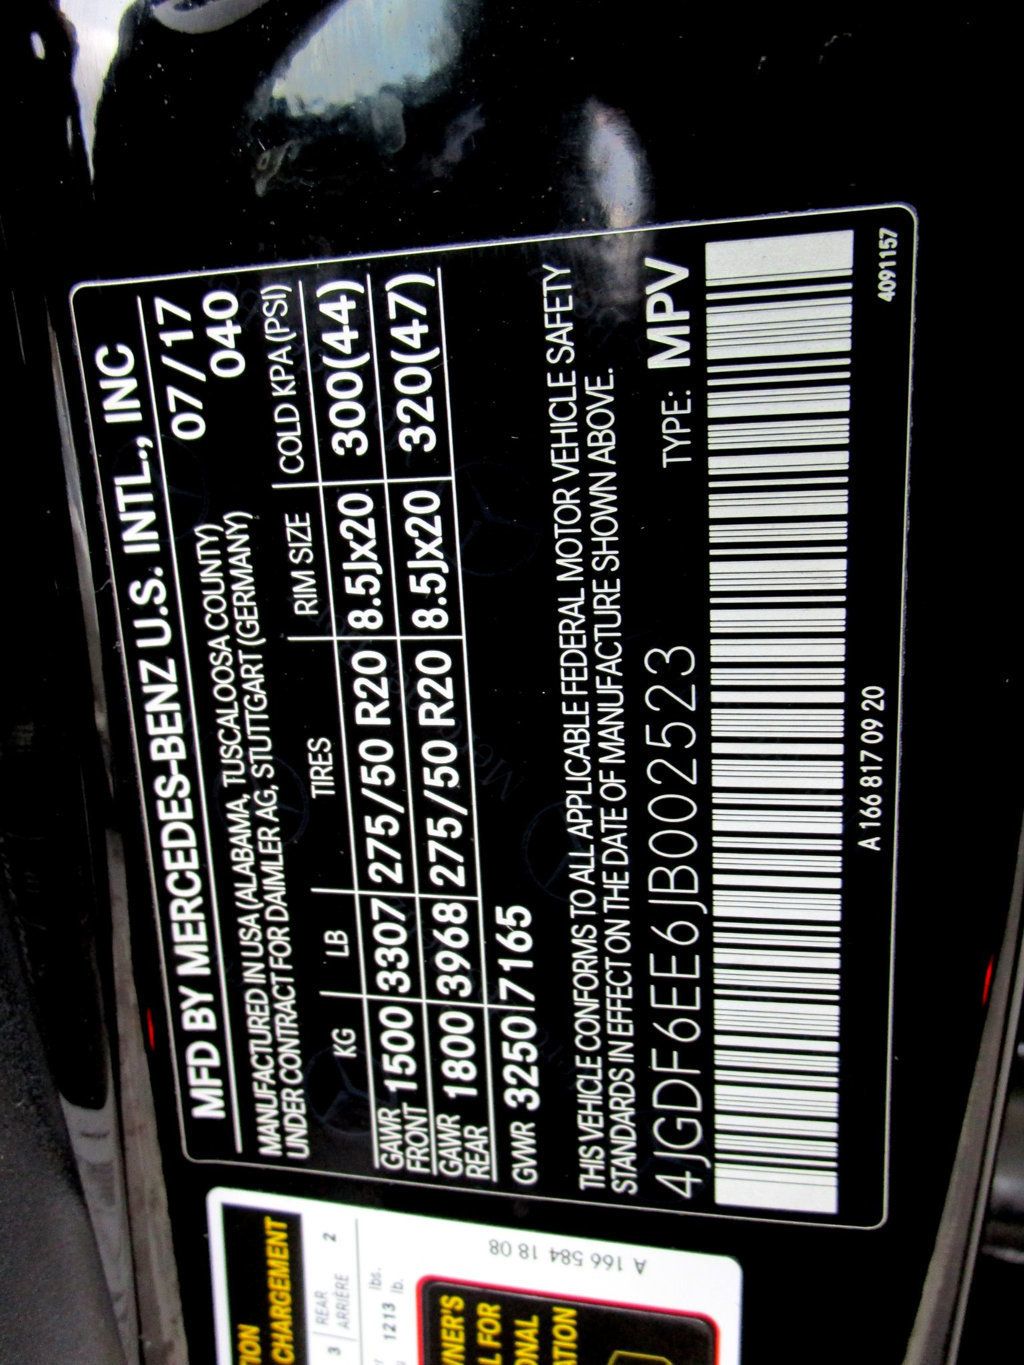 MFD BY MERCEDES-BENZ U.S. INTL., INC
07/17
MANUFACTURED IN USA (ALABAMA, TUSCALOOSA COUNTY)
UNDER CONTRACT FOR DAIMLER AG, STUTTGART (GERMANY)
040
KG LB TIRES RIM SIZE COLD KPA (PSI)
GAWR FRONT 1500 3307 275/50 R20 8.5Jx20 300(44)
GAWR REAR 1800 3968 275/50 R20 8.5Jx20 320(47)
GWR 3250 7165
THIS VEHICLE CONFORMS TO ALL APPLICABLE FEDERAL MOTOR VEHICLE SAFETY
STANDARDS IN EFFECT ON THE DATE OF MANUFACTURE SHOWN ABOVE.
4JGDF6EE6JB002523 TYPE: MPV
A 166 817 09 20
4091157
CHARGEMENT
3 REAR ARRIÈRE 2
lbs.
1213 lb.
A 166 584 18 08